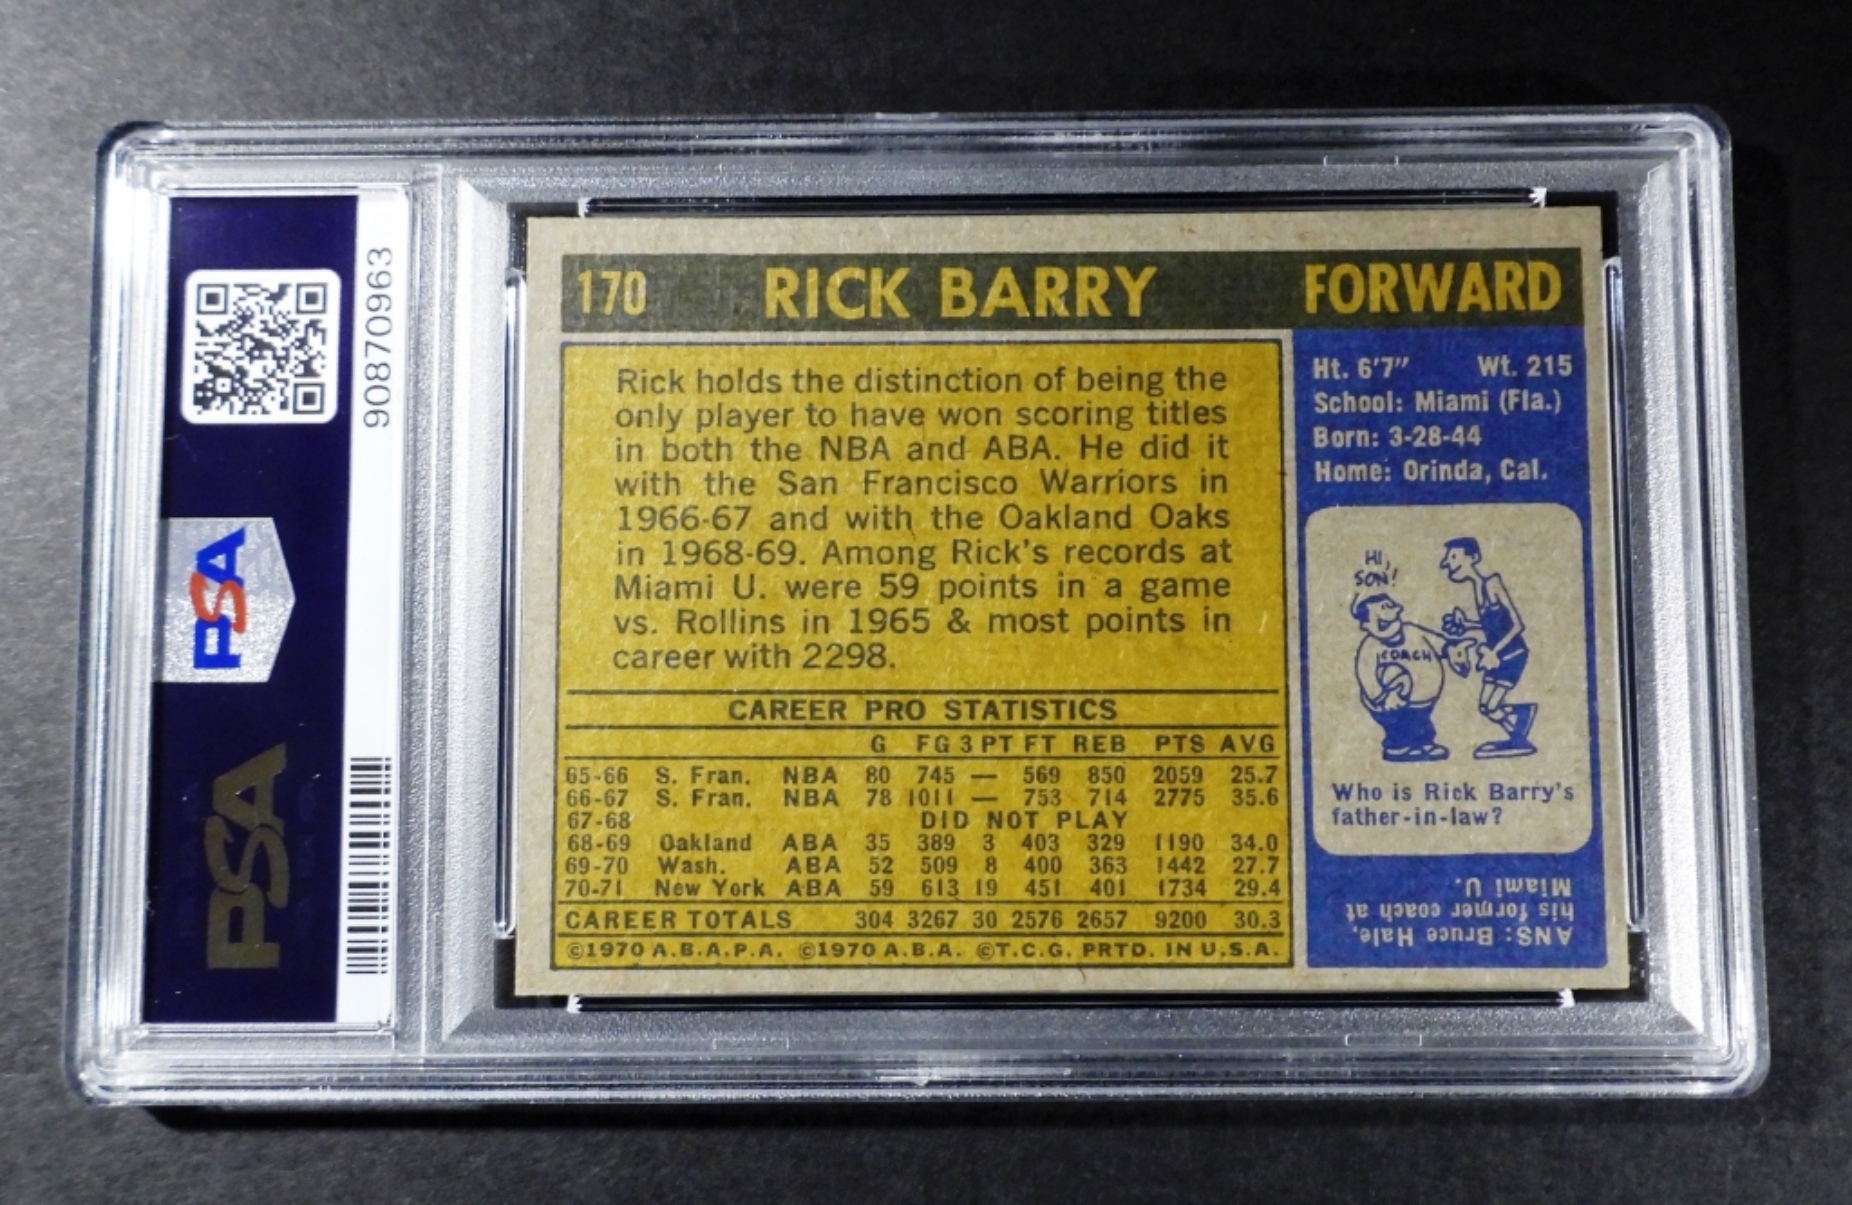 90870963
PSA
PSA
170 RICK BARRY FORWARD
Rick holds the distinction of being the
only player to have won scoring titles
in both the NBA and ABA. He did it
with the San Francisco Warriors in
1966-67 and with the Oakland Oaks
in 1968-69. Among Rick's records at
Miami U. were 59 points in a game
vs. Rollins in 1965 & most points in
career with 2298.
CAREER PRO STATISTICS
G FG 3 PT FT REB PTS AVG
65-66 S. Fran. NBA 80 745 — 569 850 2059 25.7
66-67 S. Fran. NBA 78 1011 — 753 714 2775 35.6
67-68 DID NOT PLAY
68-69 Oakland ABA 35 389 3 403 329 1190 34.0
69-70 Wash. ABA 52 509 8 400 363 1442 27.7
70-71 New York ABA 59 613 19 451 401 1734 29.4
CAREER TOTALS 304 3267 30 2576 2657 9200 30.3
©1970 A.B.A.P.A. ©1970 A.B.A. ©T.C.G. PRTD. IN U.S.A.
Ht. 6'7" Wt. 215
School: Miami (Fla.)
Born: 3-28-44
Home: Orinda, Cal.
HI,
SON!
COACH
Who is Rick Barry's
father-in-law?
ANS: Bruce Hale,
his former coach at
Miami U.